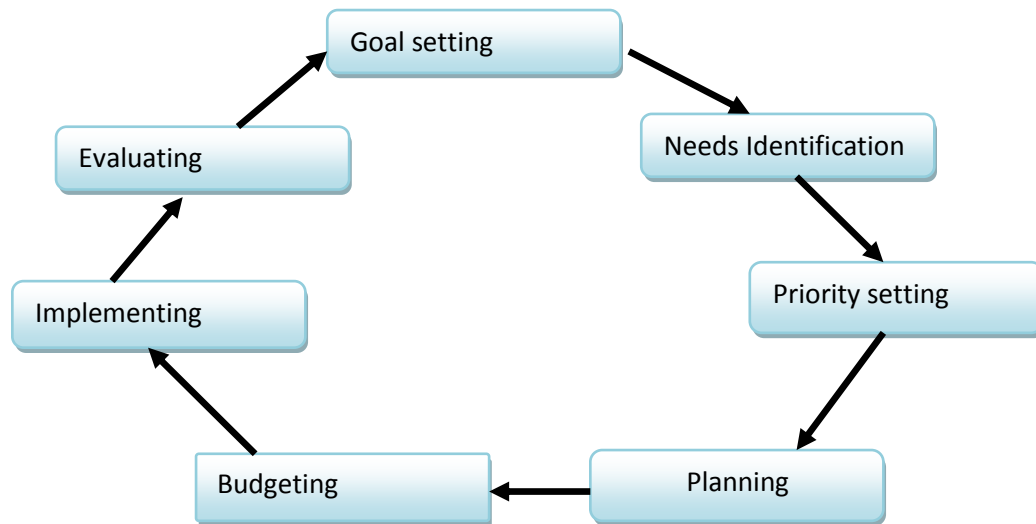 Goal setting
Needs Identification
Priority setting
Planning
Budgeting
Implementing
Evaluating